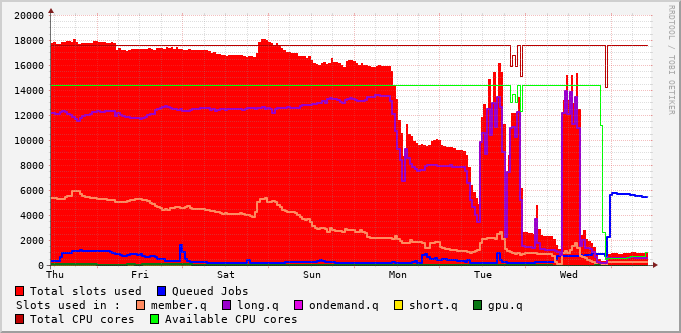 20000
18000
16000
14000
12000
10000
8000
6000
4000
2000
0
Thu Fri Sat Sun Mon Tue Wed
Total slots used Queued Jobs
Slots used in : member.q long.q ondemand.q short.q gpu.q
Total CPU cores Available CPU cores
RRDTOOL / TOBI OETIKER